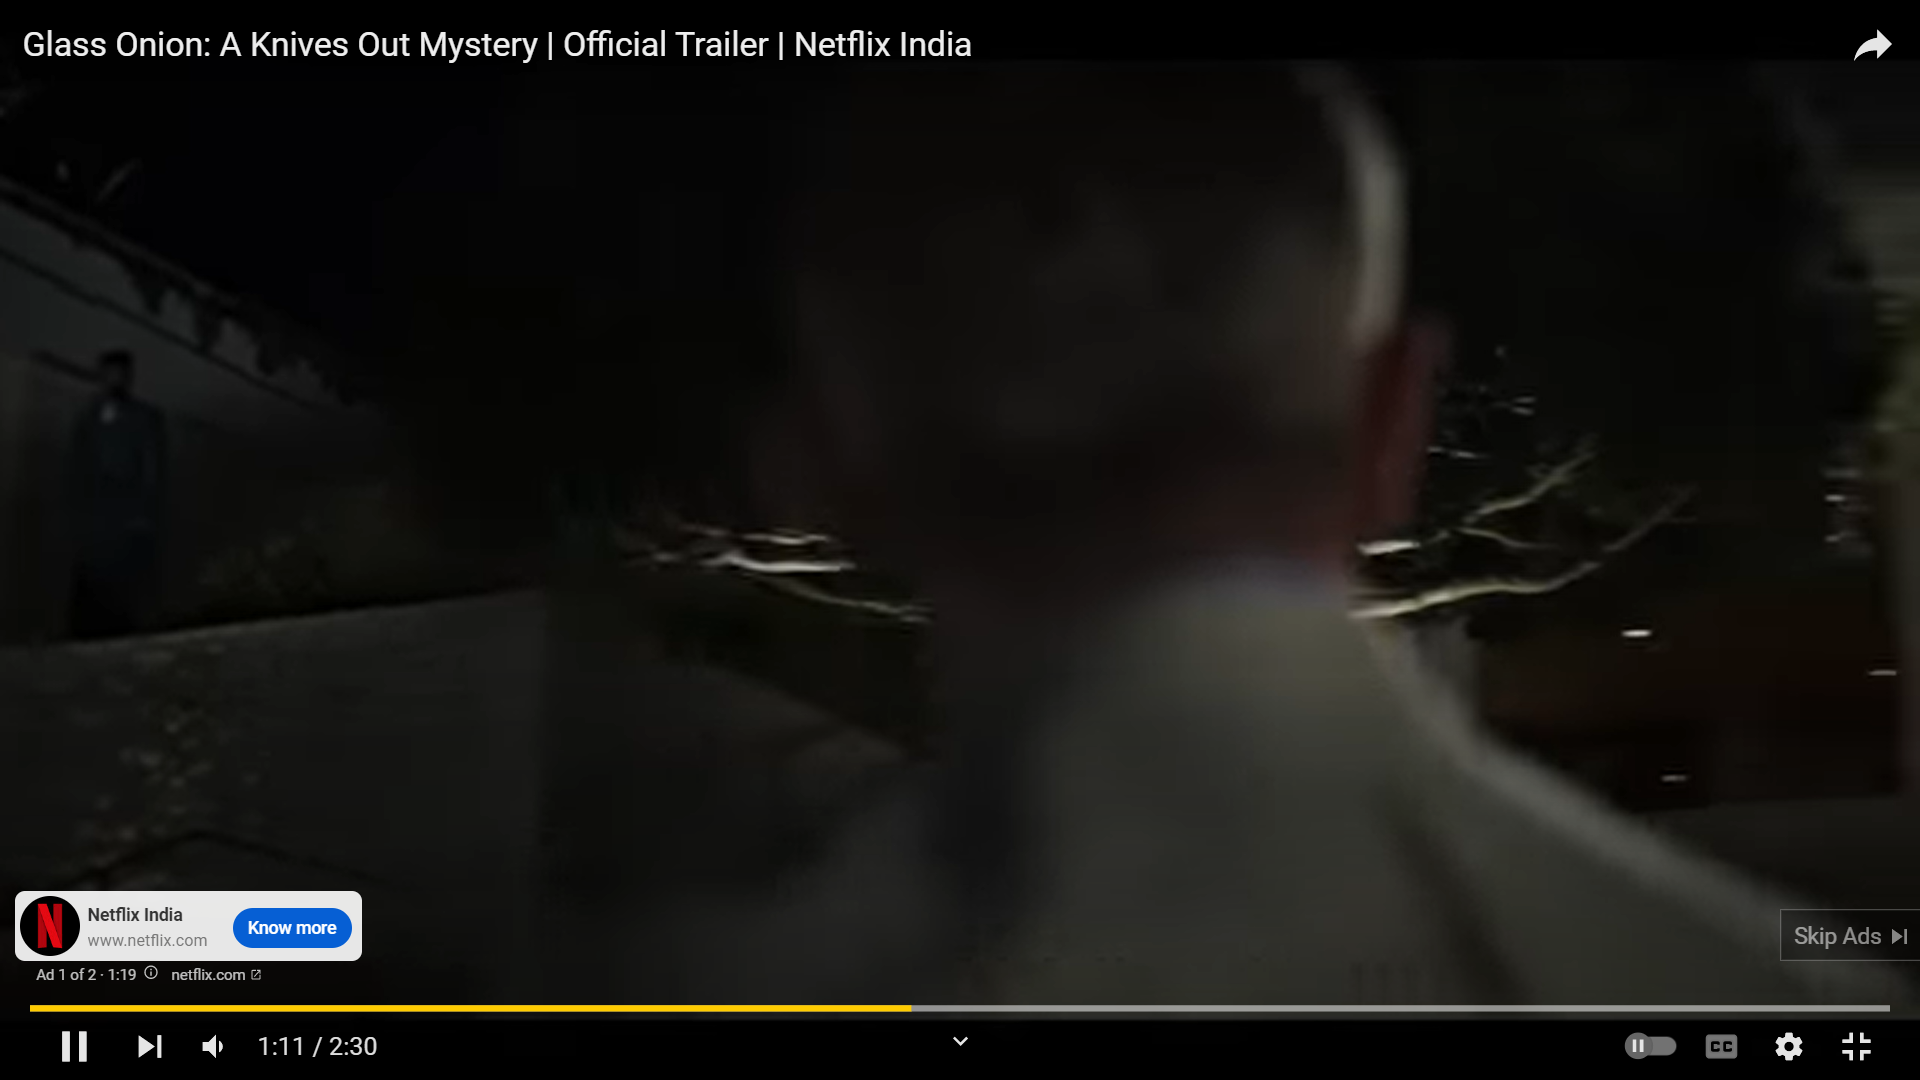 Glass Onion: A Knives Out Mystery | Official Trailer | Netflix India
N
Netflix India
www.netflix.com
Know more
Skip Ads
Ad 1 of 2 · 1:19
netflix.com
1:11 / 2:30
CC